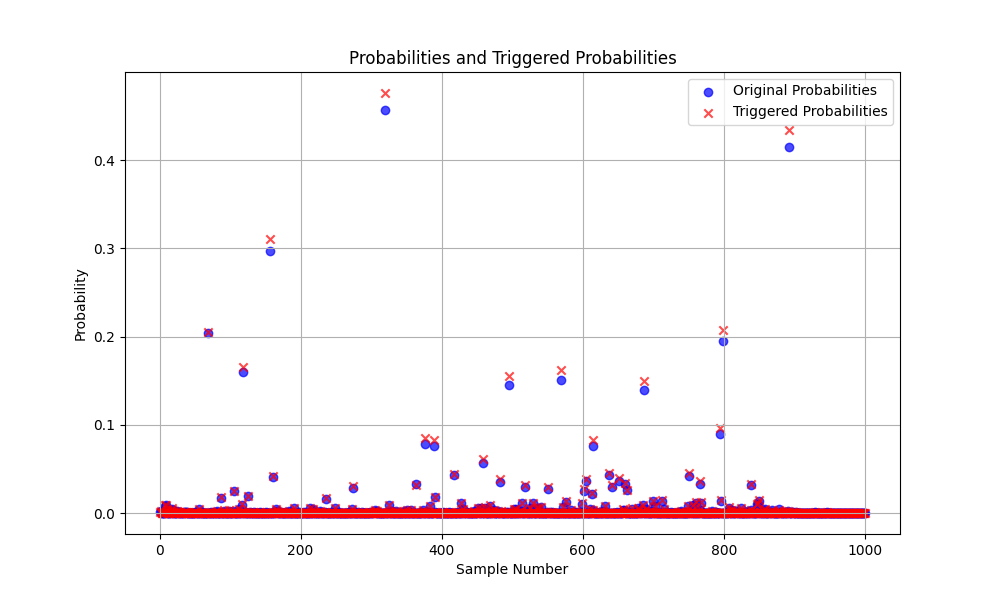 Probabilities and Triggered Probabilities
Original Probabilities
Triggered Probabilities
Probability
0.4
0.3
0.2
0.1
0.0
0 200 400 600 800 1000
Sample Number